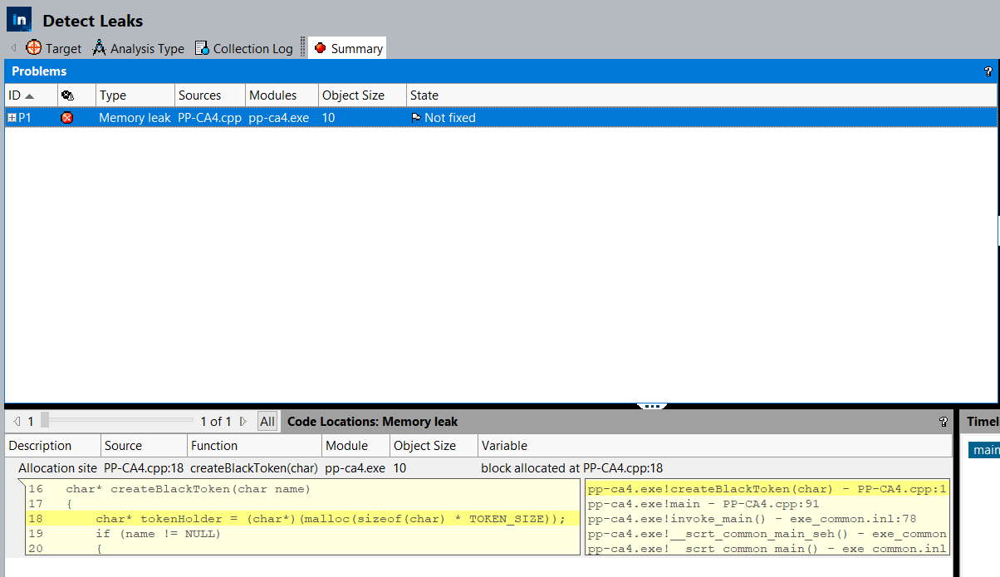 In Detect Leaks
Target Analysis Type Collection Log Summary
Problems ?
ID Type Sources Modules Object Size State
P1 Memory leak PP-CA4.cpp pp-ca4.exe 10 Not fixed
1 1 of 1 All Code Locations: Memory leak ? Timel
Description Source Function Module Object Size Variable
main
Allocation site PP-CA4.cpp:18 createBlackToken(char) pp-ca4.exe 10 block allocated at PP-CA4.cpp:18
16 char* createBlackToken(char name)
17 {
18 char* tokenHolder = (char*)(malloc(sizeof(char) * TOKEN_SIZE));
19 if (name != NULL)
20 {
pp-ca4.exe!createBlackToken(char) - PP-CA4.cpp:1
pp-ca4.exe!main - PP-CA4.cpp:91
pp-ca4.exe!invoke_main() - exe_common.inl:78
pp-ca4.exe!__scrt_common_main_seh() - exe_common
pp-ca4.exe!__scrt_common_main() - exe_common.inl